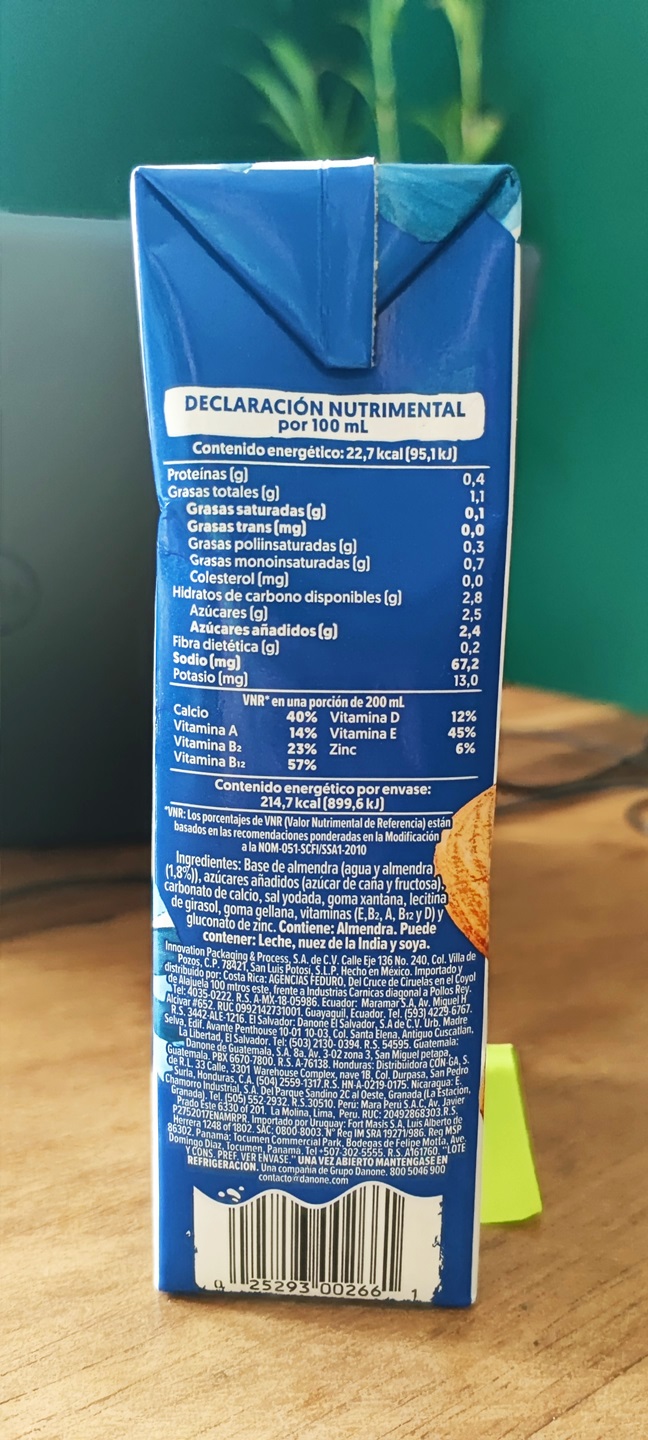 DECLARACIÓN NUTRIMENTAL
por 100 mL
Contenido energético: 22,7 kcal (95,1 kJ)
Proteínas (g) 0,4
Grasas totales (g) 1,1
Grasas saturadas (g) 0,1
Grasas trans (mg) 0,0
Grasas poliinsaturadas (g) 0,3
Grasas monoinsaturadas (g) 0,7
Colesterol (mg) 0,0
Hidratos de carbono disponibles (g) 2,8
Azúcares (g) 2,5
Azúcares añadidos (g) 2,4
Fibra dietética (g) 0,2
Sodio (mg) 67,2
Potasio (mg) 13,0
VNR* en una porción de 200 mL
Calcio 40% Vitamina D 12%
Vitamina A 14% Vitamina E 45%
Vitamina B2 23% Zinc 6%
Vitamina B12 57%
Contenido energético por envase:
214,7 kcal (899,6 kJ)
*VNR: Los porcentajes de VNR (Valor Nutrimental de Referencia) están
basados en las recomendaciones ponderadas en la Modificación
a la NOM-051-SCFI/SSA1-2010
Ingredientes: Base de almendra (agua y almendra
(1,8%)), azúcares añadidos (azúcar de caña y fructosa),
carbonato de calcio, sal yodada, goma xantana, lecitina
de girasol, goma gellana, vitaminas (E,B2, A, B12 y D) y
gluconato de zinc. Contiene: Almendra. Puede
contener: Leche, nuez de la India y soya.
Innovation Packaging & Process, S.A. de C.V. Calle Eje 136 No. 240, Col. Villa de
Pozos, C.P. 78421, San Luis Potosí, S.L.P. Hecho en México. Importado y
distribuido por: Costa Rica: AGENCIAS FEDURO, Del Cruce de Ciruelas en el Coyol
de Alajuela 100 mtros este, frente a Industrias Carnicas diagonal a Pollos Rey.
Tel: 4035-0222. R.S. A-MX-18-05986. Ecuador: Maramar S.A, Av. Miguel H
Alcivar #652. RUC 0992142731001. Guayaquil, Ecuador. Tel. (593) 4229-6767.
R.S. 3442-ALE-1216. El Salvador: Danone El Salvador, S.A de C.V. Urb. Madre
Selva, Edif. Avante Penthouse 10-01 10-03, Col. Santa Elena, Antiguo Cuscatlan,
La Libertad, El Salvador. Tel: (503) 2130- 0394. R.S. 54595. Guatemala:
Danone de Guatemala, S.A. 8a. Av. 3-02 zona 3, San Miguel petapa,
Guatemala, PBX 6670-7800. R.S. A-76138. Honduras: Distribuidora CON-GA, S.
de R.L. 33 Calle, 3301 Warehouse Complex, nave 1B, Col. Durpasa, San Pedro
Surla, Honduras, C.A. (504) 2559-1317.R.S. HN-A-0219-0175. Nicaragua: E.
Chamorro Industrial, S.A. Del Parque Sandino 2C al Oeste, Granada (La Estacion,
Granada), Tel. (505) 552-2932. R.S.30510. Peru: Mara Perú S.A.C, Av. Javier
Prado Este 6330 of 201. La Molina, Lima, Peru. RUC: 20492868303.R.S.
P2752017ENAMRPR. Importado por Uruguay: Fort Masis S.A. Luis Alberto de
Herrera 1248 of 1802. SAC: 0800-8003. N° Reg IM SRA 19271/986. Reg MSP
86302. Panama: Tocumen Commercial Park, Bodegas de Felipe Motta, Ave.
Domingo Diaz, Tocumen, Panama. Tel +507-302-5555. R.S. A161760. "LOTE
Y CONS. PREF. VER ENVASE." UNA VEZ ABIERTO MANTENGASE EN
REFRIGERACIÓN. Una compañia de Grupo Danone. 800 5046 900
contacto@danone.com
0 25293 00266 1